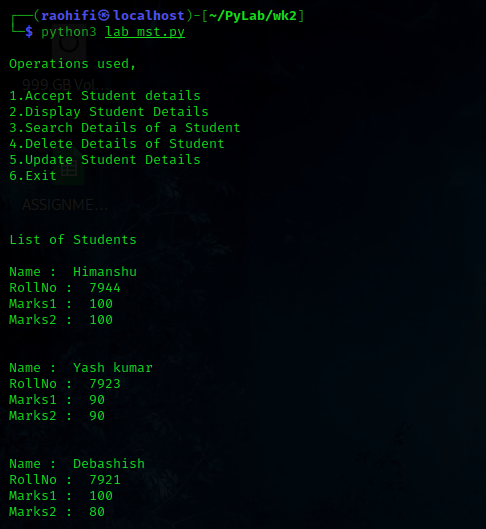 ┌──(raohifi㉿localhost)-[~/PyLab/wk2]
└─$ python3 lab_mst.py
Operations used,
999 GB Vol...
1.Accept Student details
2.Display Student Details
3.Search Details of a Student
4.Delete Details of Student
5.Update Student Details
6.Exit
ASSIGNME...
List of Students
Name :  Himanshu
RollNo :  7944
Marks1 :  100
Marks2 :  100
Name :  Yash kumar
RollNo :  7923
Marks1 :  90
Marks2 :  90
Name :  Debashish
RollNo :  7921
Marks1 :  100
Marks2 :  80